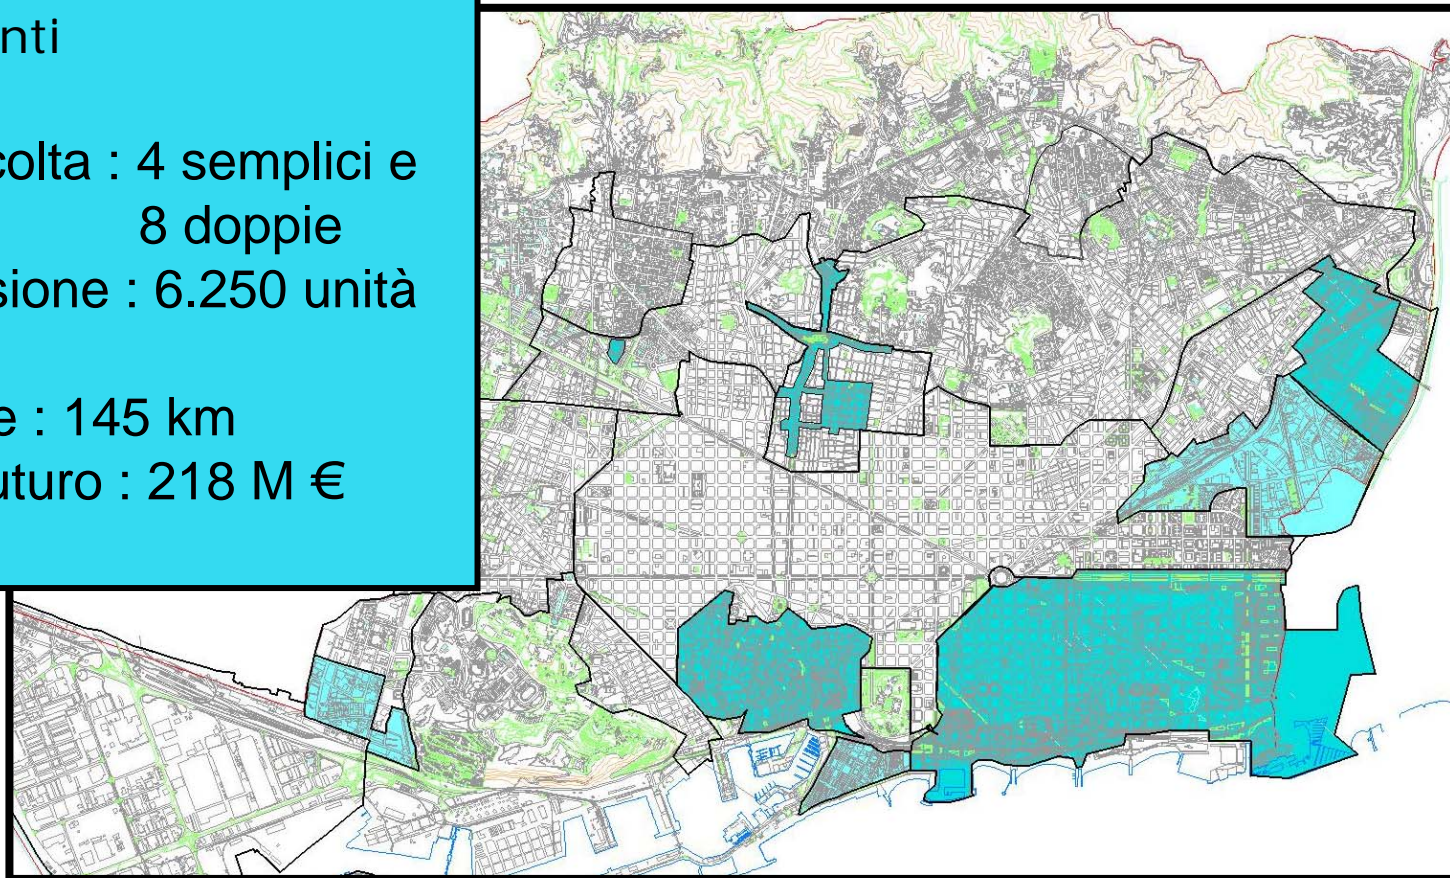 nti
colta : 4 semplici e
8 doppie
sione : 6.250 unità
e : 145 km
uturo : 218 M €